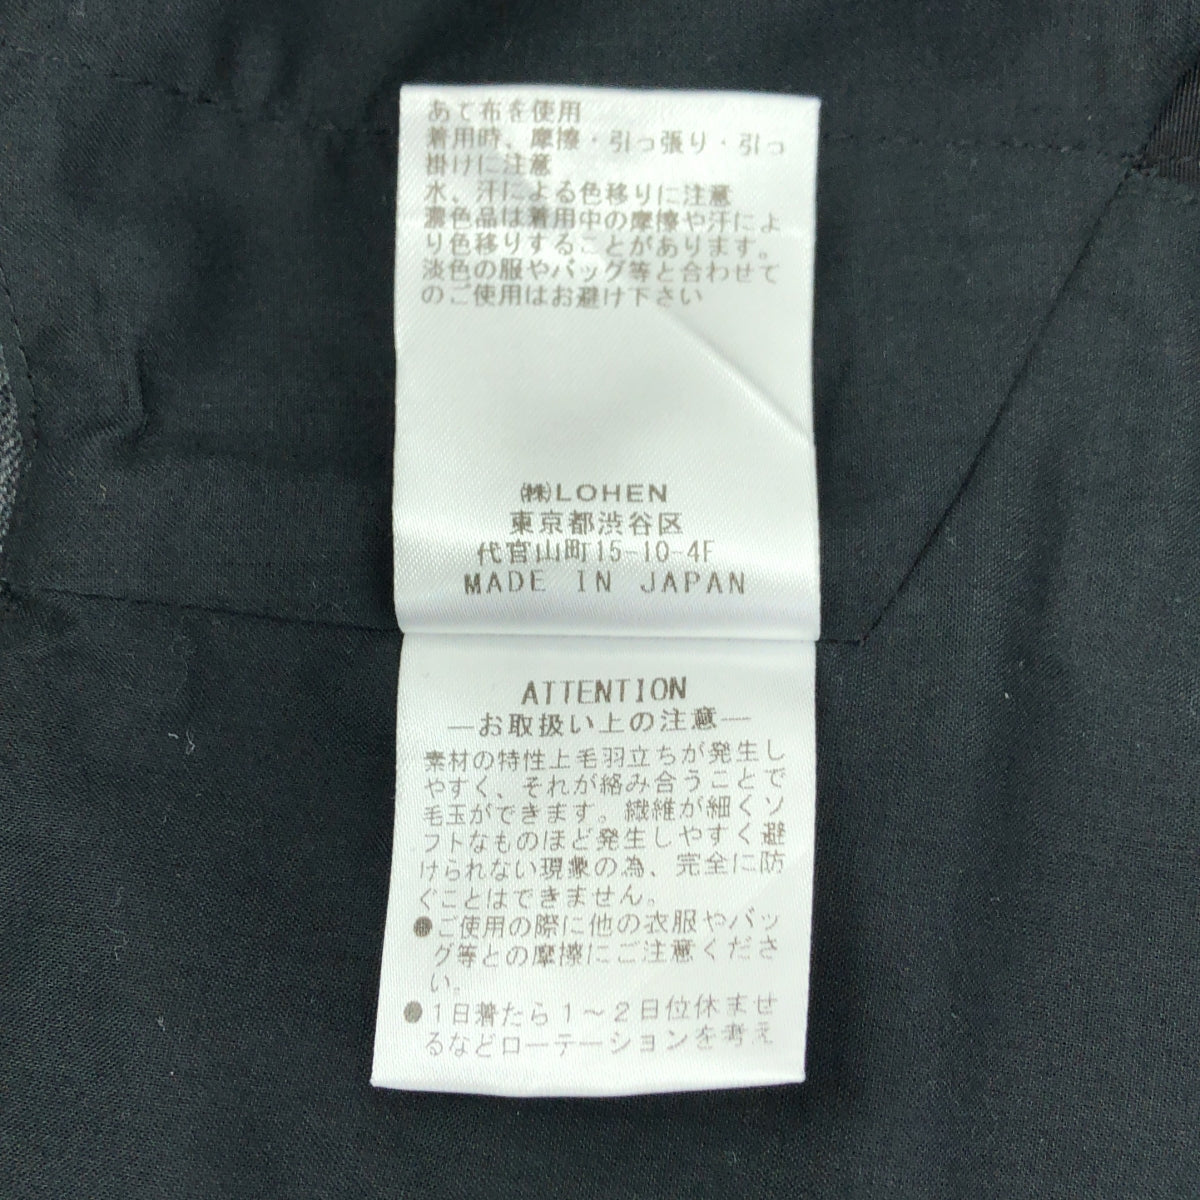 あて布を使用
着用時、摩擦・引っ張り・引っ
掛けに注意
水、汗による色移りに注意
濃色品は着用中の摩擦や汗によ
り色移りすることがあります。
淡色の服やバッグ等と合わせて
のご使用はお避け下さい
㈱LOHEN
東京都渋谷区
代官山町15-10-4F
MADE IN JAPAN
ATTENTION
―お取扱い上の注意―
素材の特性上毛羽立ちが発生し
やすく、それが絡み合うことで
毛玉ができます。繊維が細くソ
フトなものほど発生しやすく避
けられない現象の為、完全に防
ぐことはできません。
●ご使用の際に他の衣服やバッ
グ等との摩擦にご注意くださ
い。
●1日着たら1～2日位休ませ
るなどローテーションを考え